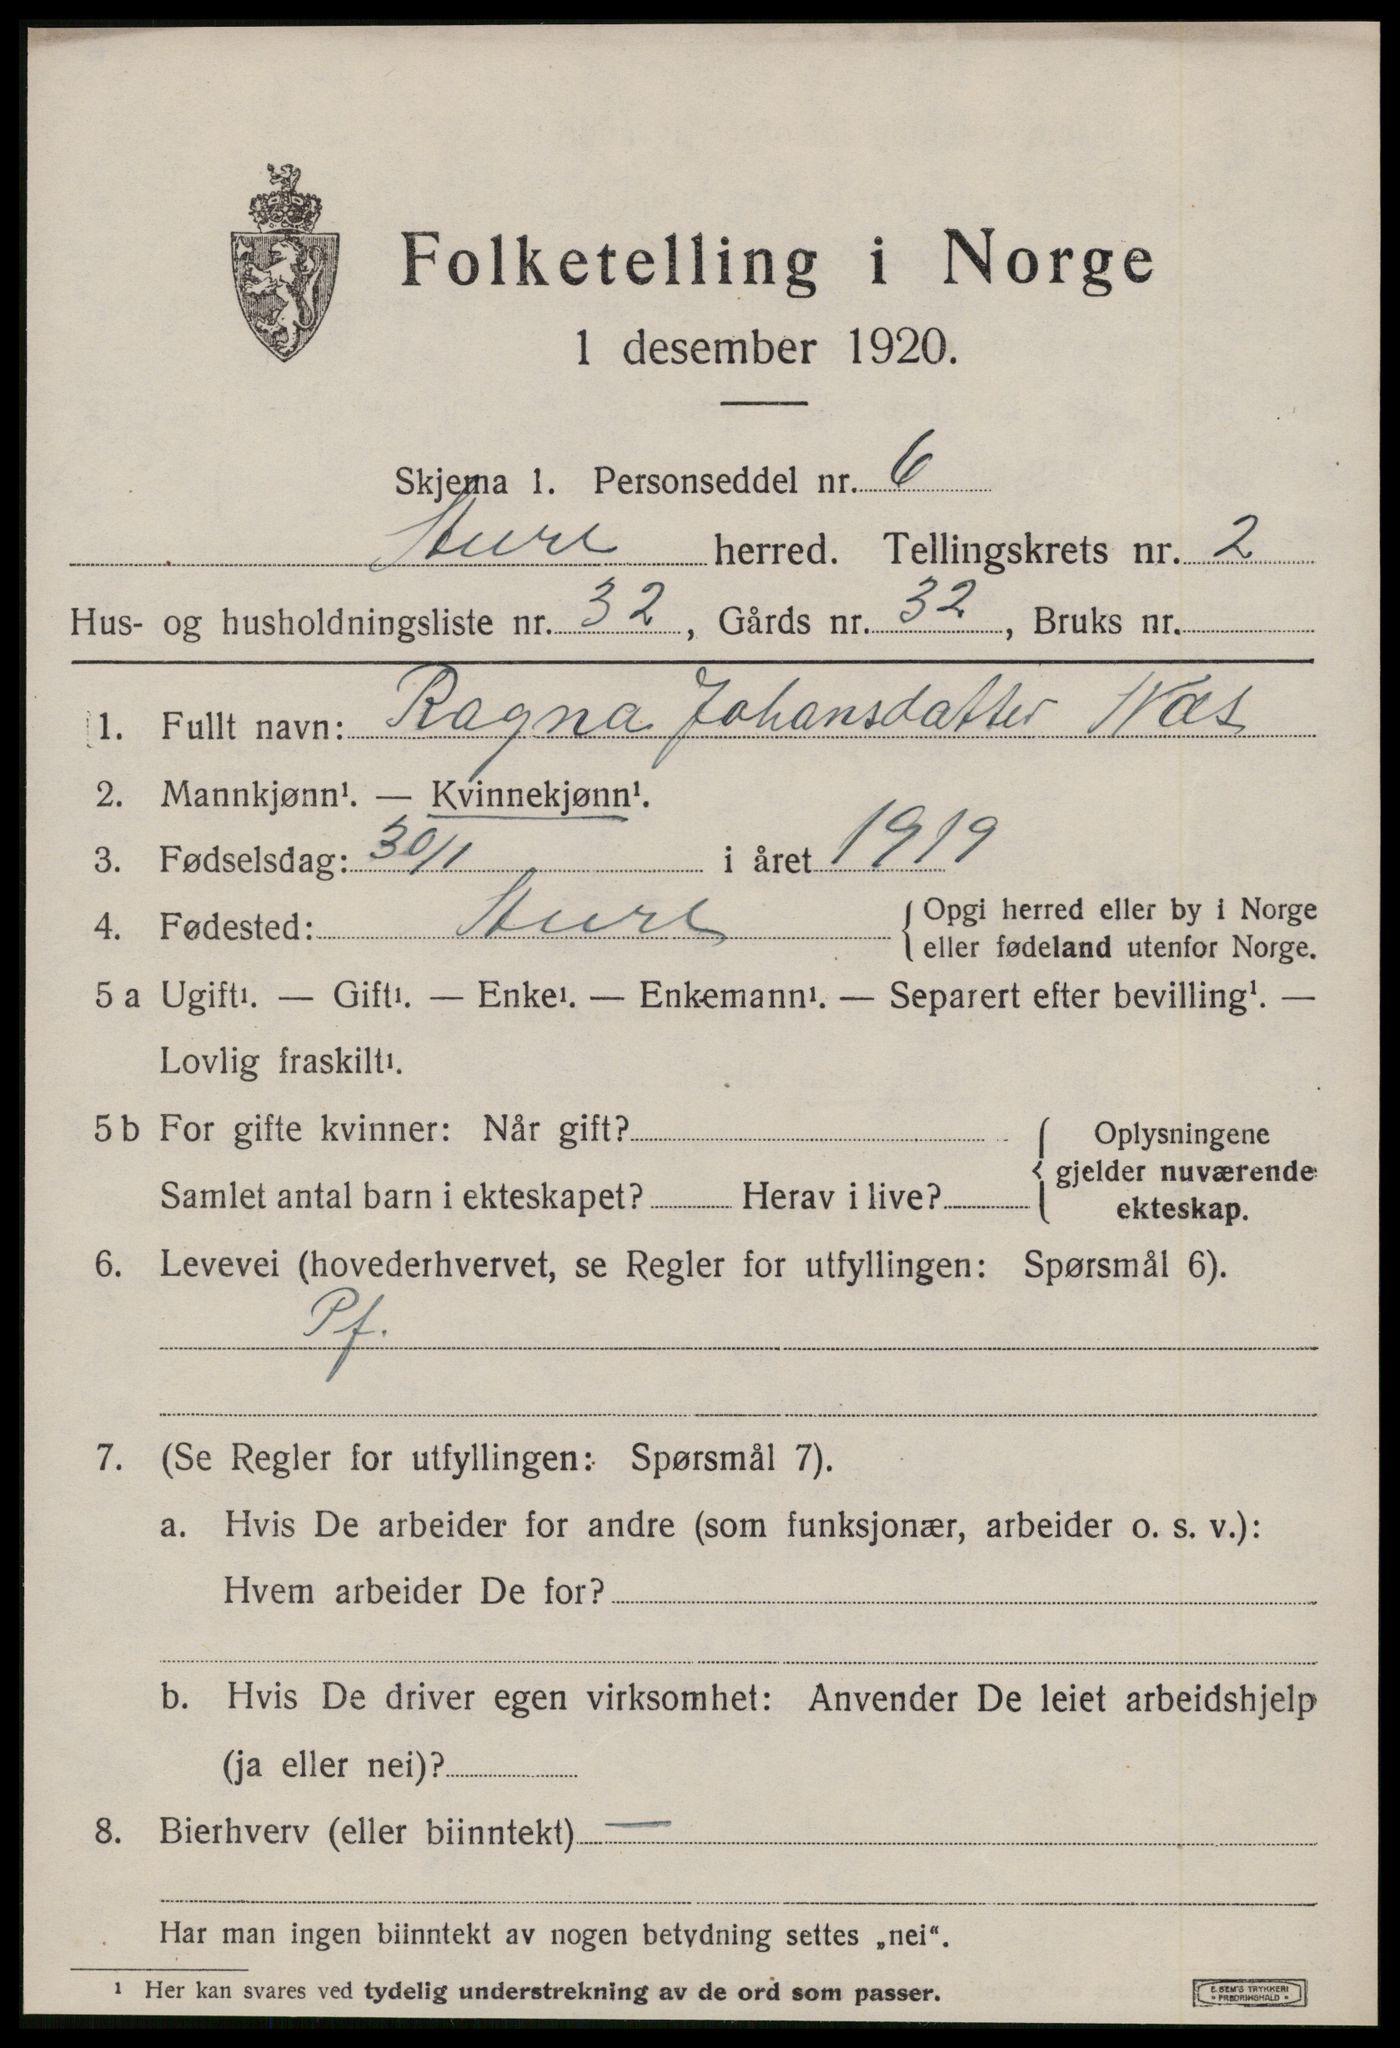 Folketelling i Norge
1 desember 1920.
Skjema 1. Personseddel nr. 6
Aure herred. Tellingskrets nr. 2
Hus- og husholdningsliste nr. 32, Gårds nr. 32, Bruks nr.
1. Fullt navn: Ragna Johansdatter Næs
2. Mannkjønn¹. — Kvinnekjønn¹.
3. Fødselsdag: 30/1 i året 1919
4. Fødested: Aure { Opgi herred eller by i Norge
eller fødeland utenfor Norge.
5 a Ugift¹. — Gift¹. — Enke¹. — Enkemann¹. — Separert efter bevilling¹. —
Lovlig fraskilt¹.
5 b For gifte kvinner: Når gift? { Oplysningene
gjelder nuværende
Samlet antal barn i ekteskapet? Herav i live? ekteskap.
6. Levevei (hovederhvervet, se Regler for utfyllingen: Spørsmål 6).
Pf.
7. (Se Regler for utfyllingen: Spørsmål 7).
a. Hvis De arbeider for andre (som funksjonær, arbeider o. s. v.):
Hvem arbeider De for?
b. Hvis De driver egen virksomhet: Anvender De leiet arbeidshjelp
(ja eller nei)?
8. Bierhverv (eller biinntekt) —
Har man ingen biinntekt av nogen betydning settes „nei“.
¹ Her kan svares ved tydelig understrekning av de ord som passer.
E. SEM'S TRYKKERI
* FREDRIKSHALD *